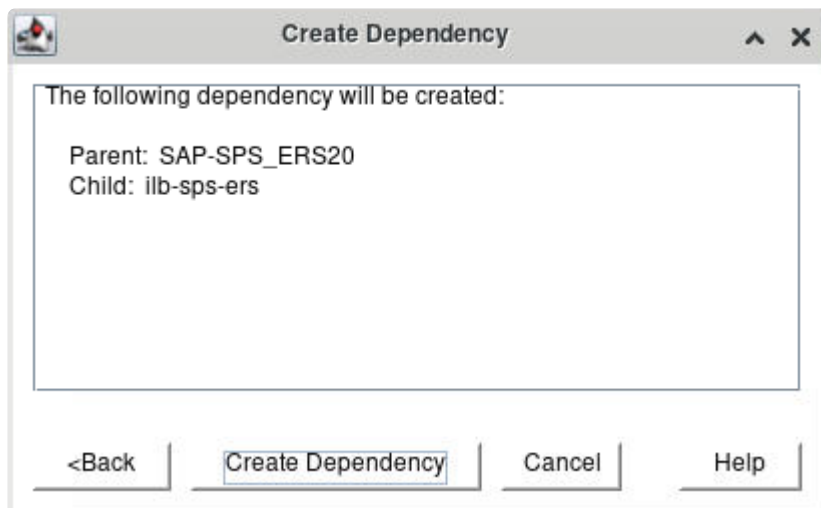 Create Dependency
The following dependency will be created:
Parent: SAP-SPS_ERS20
Child: ilb-sps-ers
<Back
Create Dependency
Cancel
Help